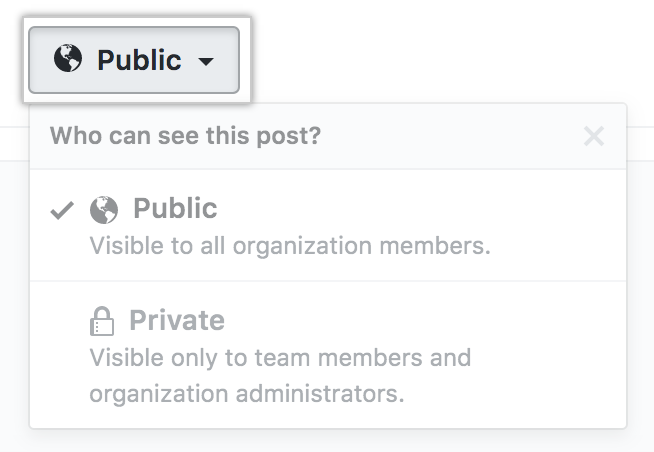 Public
Who can see this post?
Public
Visible to all organization members.
Private
Visible only to team members and
organization administrators.